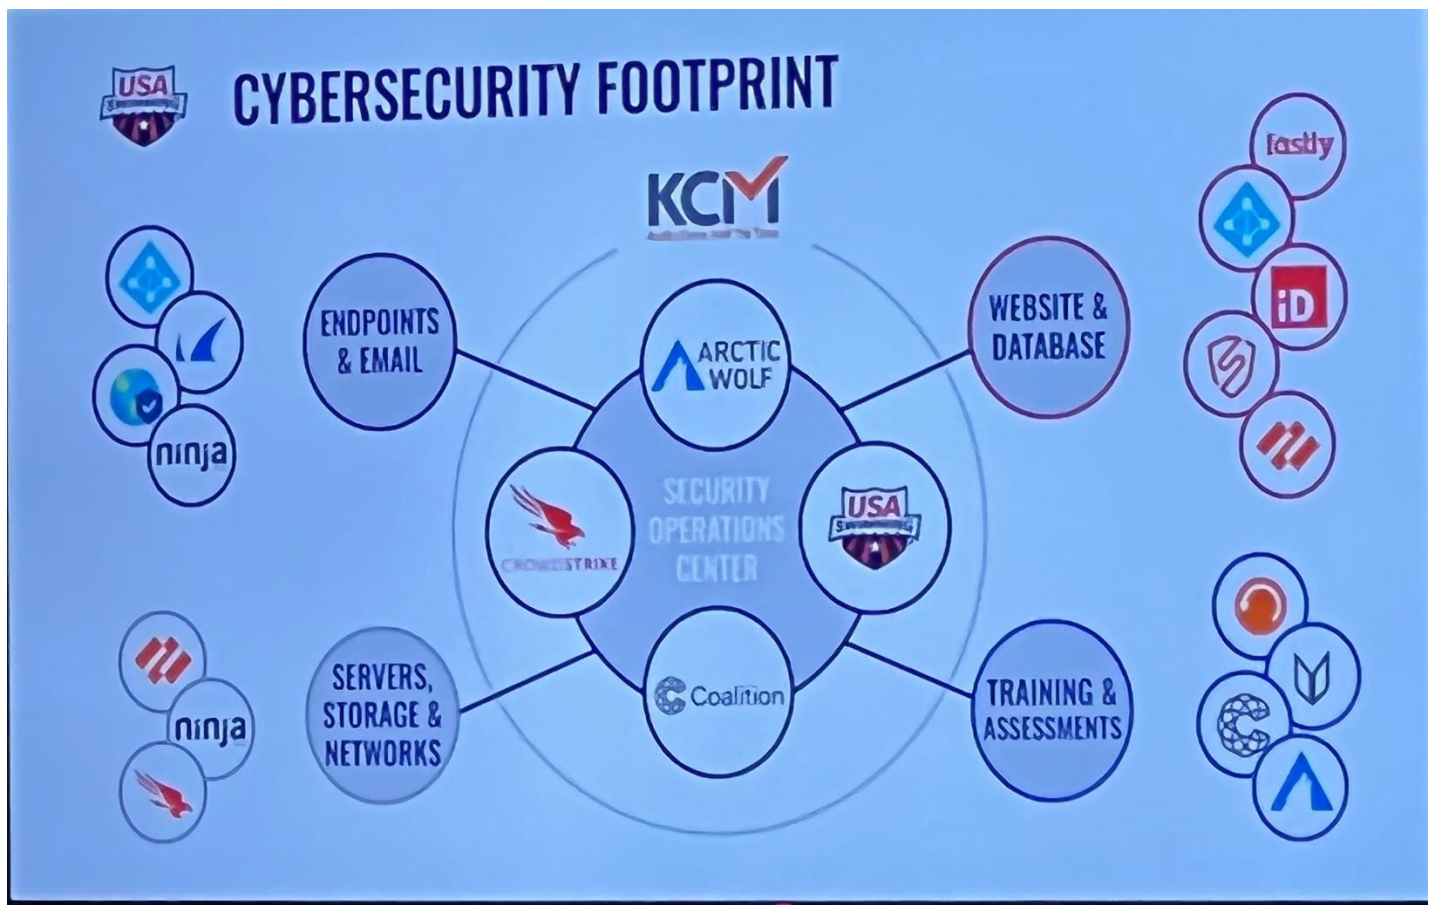 USA
CYBERSECURITY FOOTPRINT
KCM
fastly
ENDPOINTS
& EMAIL
ninja
ARCTIC
WOLF
WEBSITE &
DATABASE
iD
CROWDSTRIKE
SECURITY
OPERATIONS
CENTER
USA
SWIMMING
Coalition
SERVERS,
STORAGE &
NETWORKS
ninja
TRAINING &
ASSESSMENTS